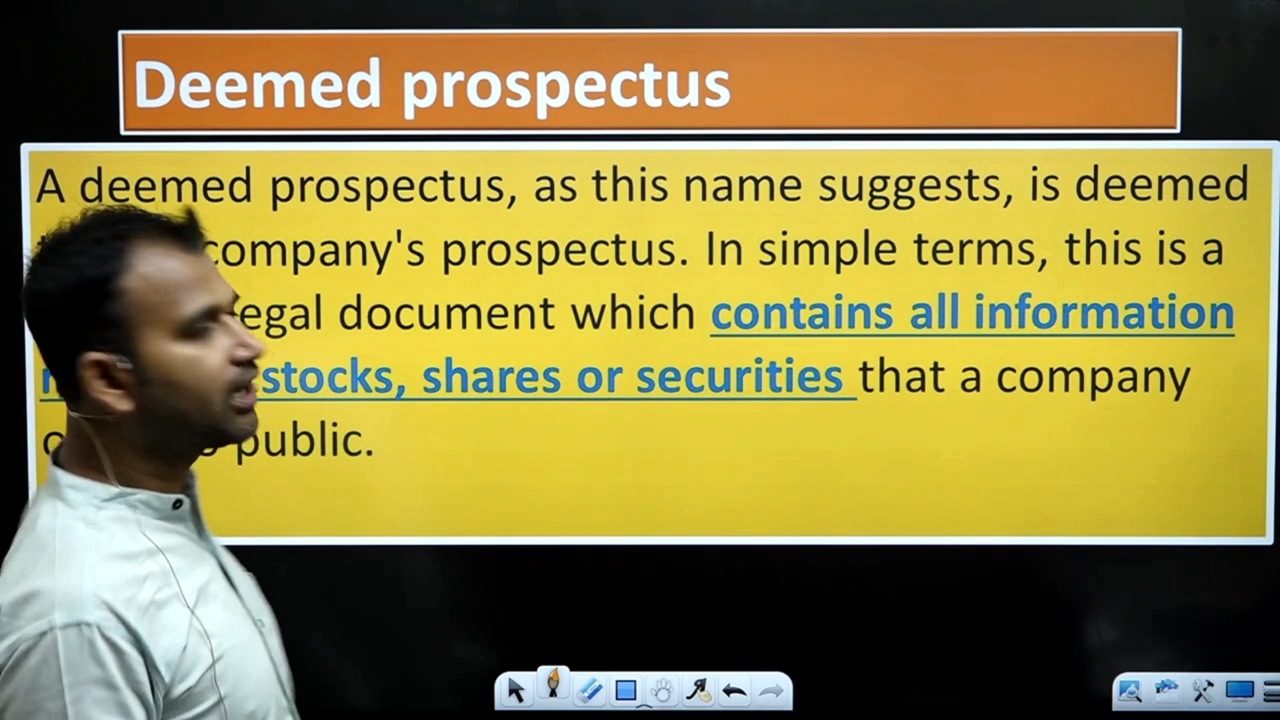 Deemed prospectus
A deemed prospectus, as this name suggests, is deemed
company's prospectus. In simple terms, this is a
legal document which contains all information
stocks, shares or securities that a company
public.